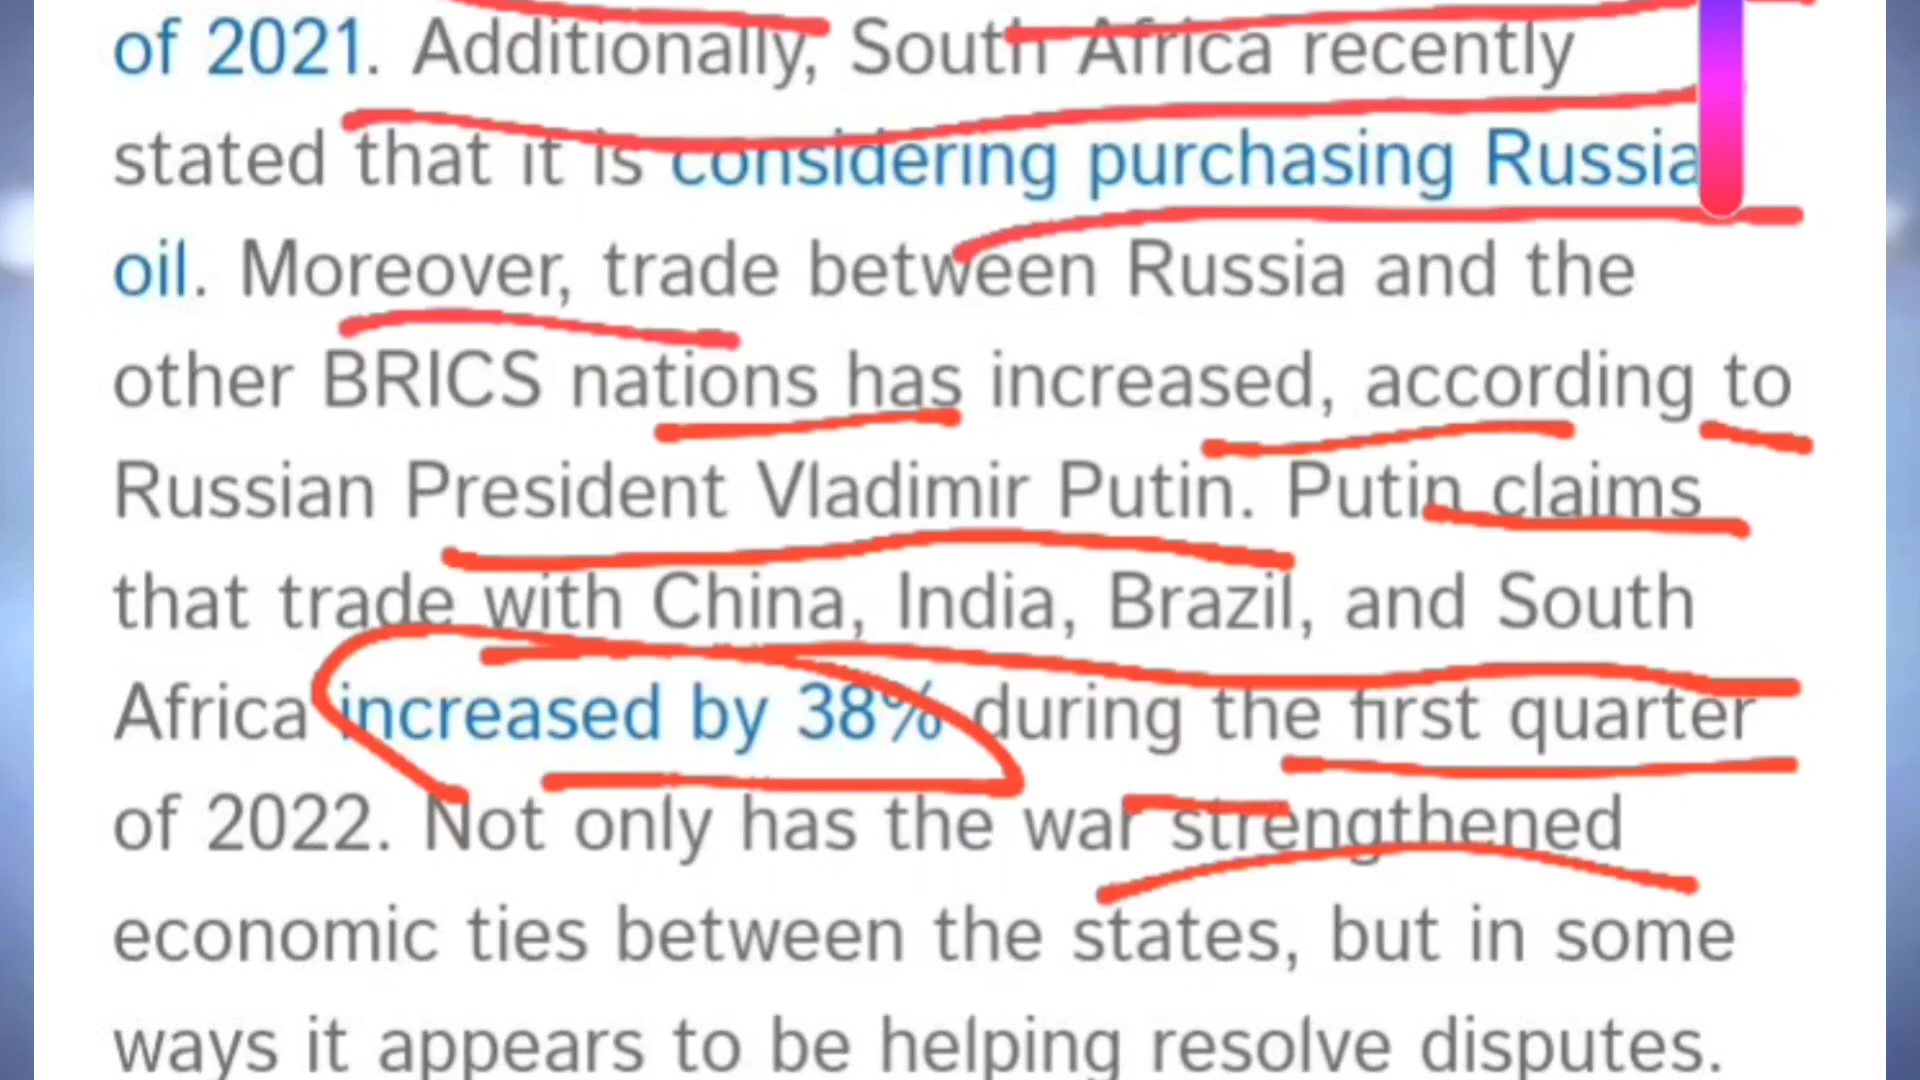 of 2021. Additionally, South Africa recently
stated that it is considering purchasing Russia
oil. Moreover, trade between Russia and the
other BRICS nations has increased, according to
Russian President Vladimir Putin. Putin claims
that trade with China, India, Brazil, and South
Africa increased by 38% during the first quarter
of 2022. Not only has the war strengthened
economic ties between the states, but in some
ways it appears to be helping resolve disputes.